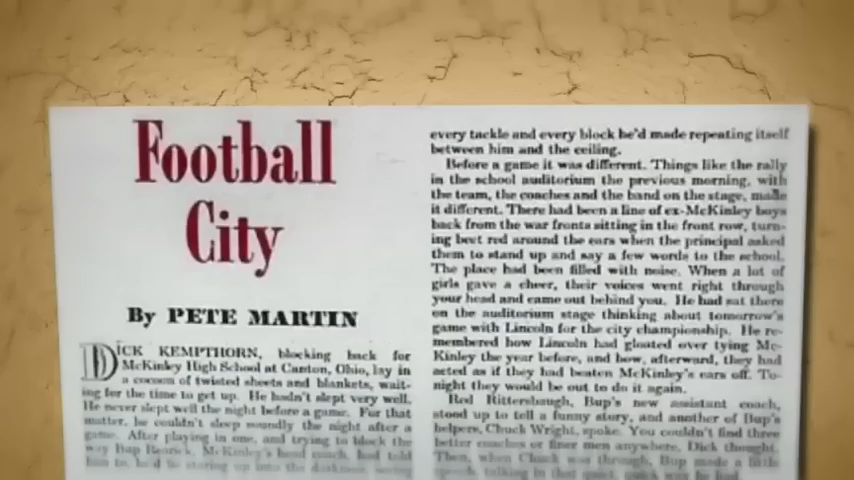 Football
City
By PETE MARTIN
DICK KEMPTHORN, blocking back for
McKinley High School at Canton, Ohio, lay in
a cocoon of twisted sheets and blankets, wait-
ing for the time to get up. He hadn't slept very well.
He never slept well the night before a game. For that
matter, he couldn't sleep soundly the night after a
game. After playing in one, and trying to block the
way Bup Rearick, McKinley's head coach, had told
him to, he'd lie staring up into the darkness, seeing
every tackle and every block he'd made repeating itself
between him and the ceiling.
Before a game it was different. Things like the rally
in the school auditorium the previous morning, with
the team, the coaches and the band on the stage, made
it different. There had been a line of ex-McKinley boys
back from the war fronts sitting in the front row, turn-
ing beet red around the ears when the principal asked
them to stand up and say a few words to the school.
The place had been filled with noise. When a lot of
girls gave a cheer, their voices went right through
your head and came out behind you. He had sat there
on the auditorium stage thinking about tomorrow's
game with Lincoln for the city championship. He re-
membered how Lincoln had gloated over tying Mc-
Kinley the year before, and how, afterward, they had
acted as if they had beaten McKinley's ears off. To-
night they would be out to do it again.
Red Rittersbaugh, Bup's new assistant coach,
stood up to tell a funny story, and another of Bup's
helpers, Chuck Wright, spoke. You couldn't find three
better coaches or finer men anywhere, Dick thought.
Then, when Chuck was through, Bup made a little
speech, talking in that quiet, quick way he had